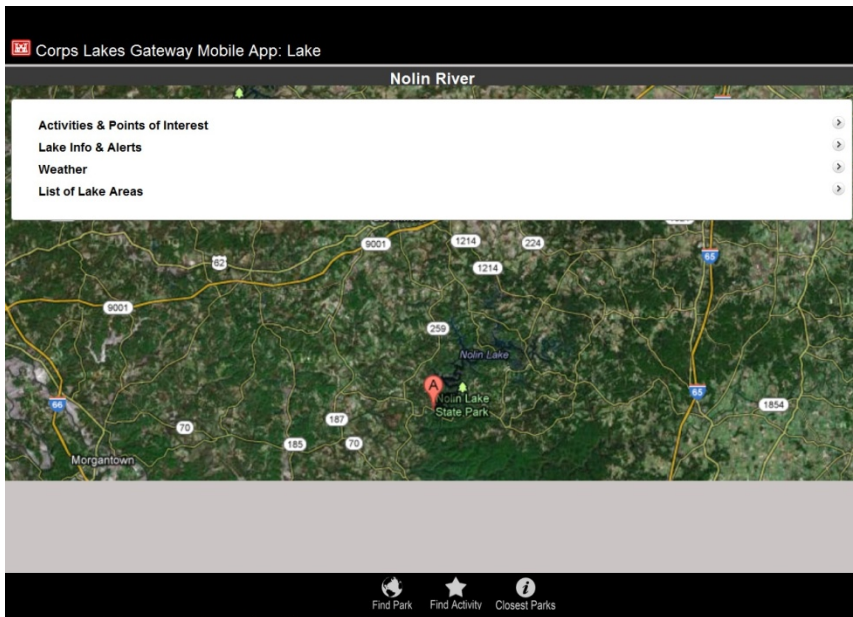 Corps Lakes Gateway Mobile App: Lake
Nolin River
Activities & Points of Interest
Lake Info & Alerts
Weather
List of Lake Areas
9001
1214
224
62
1214
65
9001
259
Nolin Lake
A
65
Nolin Lake
State Park
66
1854
187
70
185
70
Morgantown
Find Park
Find Activity
Closest Parks